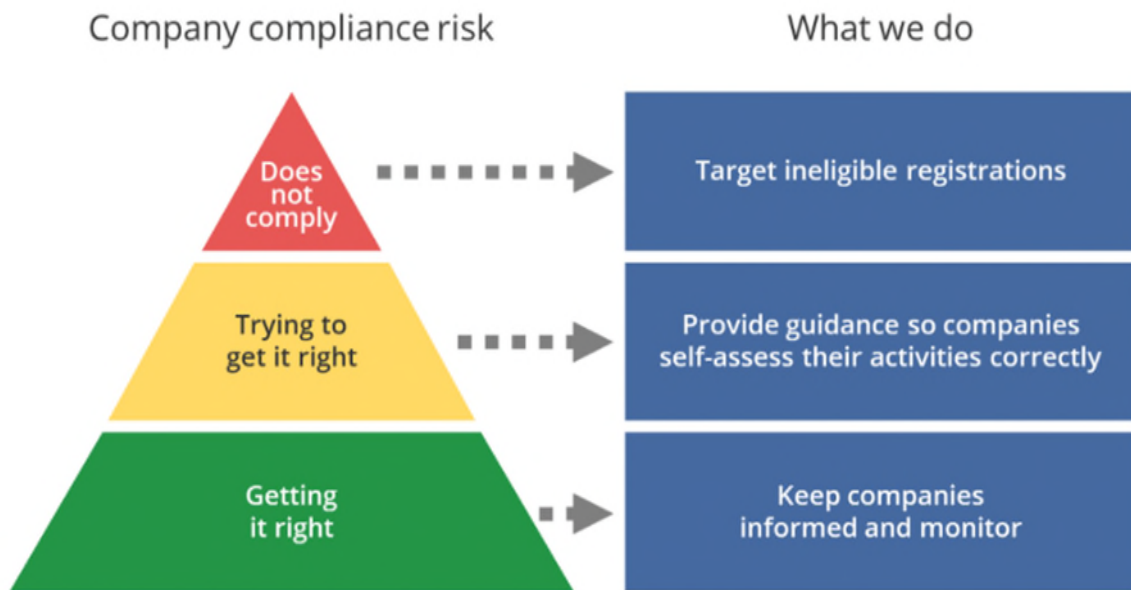 Company compliance risk
What we do
Does
not
comply
Target ineligible registrations
Trying to
get it right
Provide guidance so companies
self-assess their activities correctly
Getting
it right
Keep companies
informed and monitor